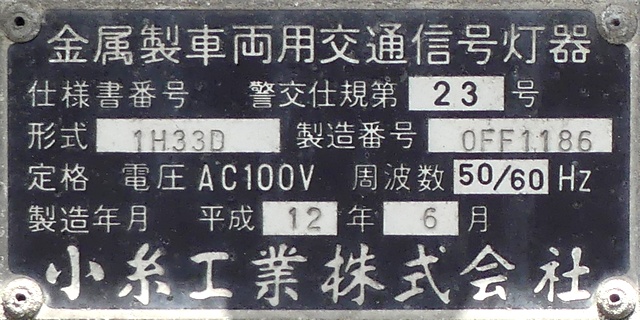 金属製車両用交通信号灯器
仕様書番号 警交仕規第 23 号
形式 1H33D 製造番号 0FF1186
定格 電圧 AC100V 周波数 50/60 Hz
製造年月 平成 12 年 6 月
小糸工業株式会社